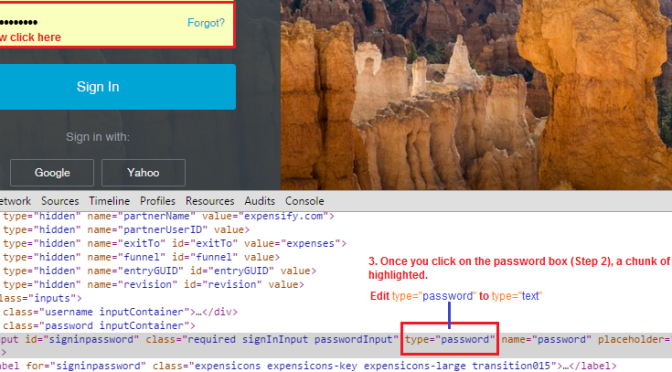 Forgot?
w click here
Sign In
Sign in with:
Google Yahoo
etwork Sources Timeline Profiles Resources Audits Console
type="hidden" name="partnerName" value="expensify.com">
type="hidden" name="partnerUserID" value>
type="hidden" name="exitTo" id="exitTo" value="expenses">
type="hidden" name="funnel" id="funnel" value>
type="hidden" name="entryGUID" id="entryGUID" value>
type="hidden" name="revision" id="revision" value>
lass="inputs">
class="username inputContainer">…</div>
class="password inputContainer">
3. Once you click on the password box (Step 2), a chunk of
highlighted.
Edit type="password" to type="text"
put id="signinpassword" class="required signInInput passwordInput" type="password" name="password" placeholder=
>
abel for="signinpassword" class="expensicons expensicons-key expensicons-large transition015">…</label>